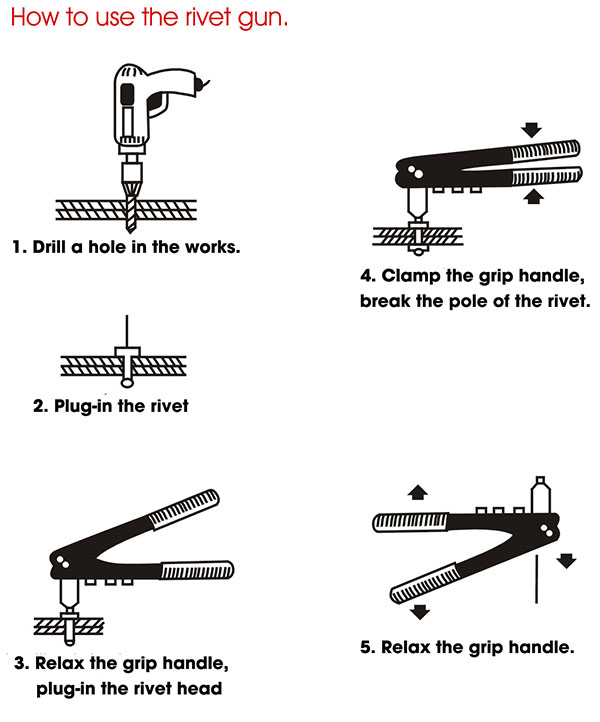 How to use the rivet gun.
1. Drill a hole in the works.
2. Plug-in the rivet
3. Relax the grip handle,
plug-in the rivet head
4. Clamp the grip handle,
break the pole of the rivet.
5. Relax the grip handle.